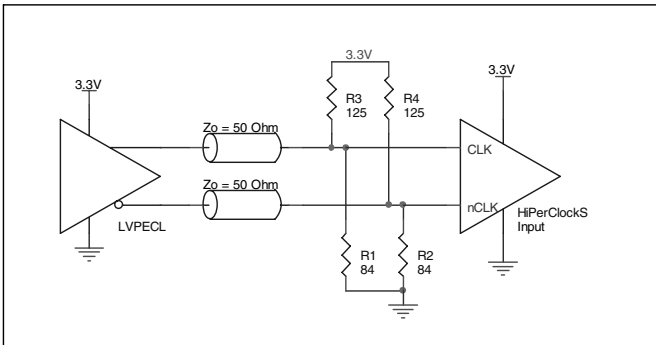 3.3V
3.3V
3.3V
R3
125
R4
125
Zo = 50 Ohm
CLK
Zo = 50 Ohm
nCLK
HiPerClockS
Input
LVPECL
R1
84
R2
84